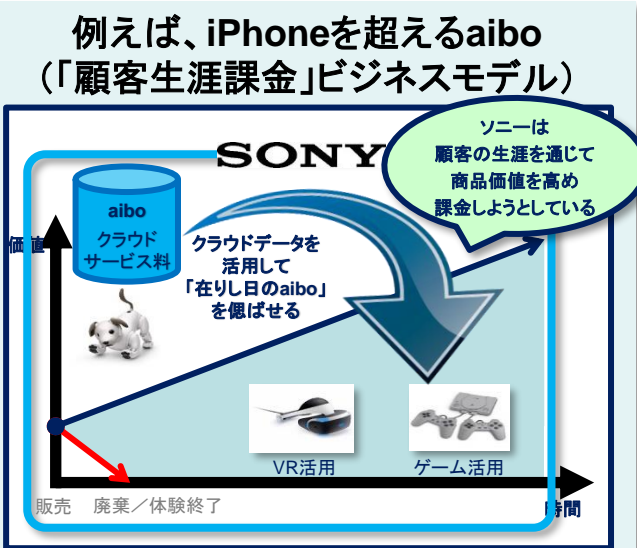 例えば、iPhoneを超えるaibo
（「顧客生涯課金」ビジネスモデル）
SONY
ソニーは
顧客の生涯を通じて
商品価値を高め
課金しようとしている
aibo
クラウド
サービス料
価値
クラウドデータを
活用して
「在りし日のaibo」
を偲ばせる
VR活用
ゲーム活用
販売
廃棄／体験終了
時間